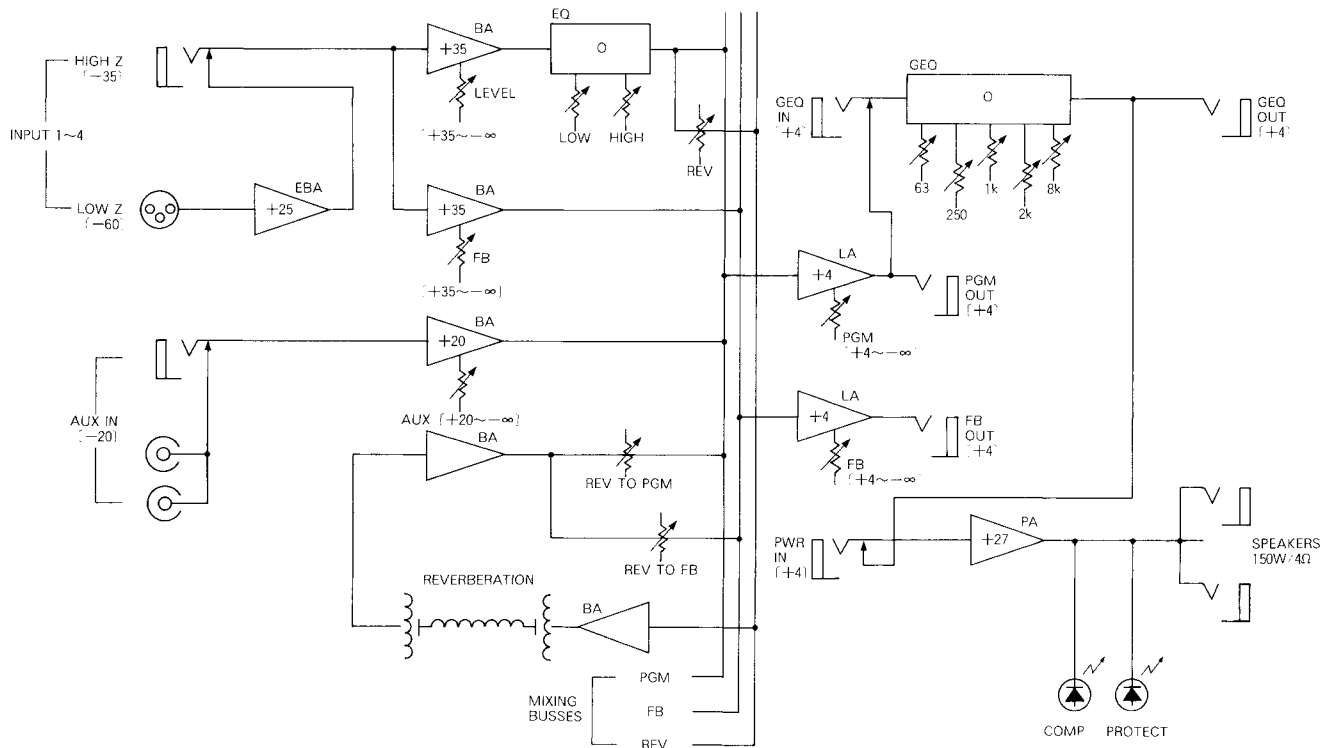 HIGH Z
[−35]
INPUT 1~4
LOW Z
[−60]
EBA
+25
BA
+35
LEVEL
[+35~−∞]
EQ
O
LOW
HIGH
REV
BA
+35
FB
[+35~−∞]
AUX IN
[−20]
BA
+20
AUX [+20~−∞]
BA
REV TO PGM
REV TO FB
REVERBERATION
BA
MIXING
BUSSES
PGM
FB
REV
GEQ
IN
[+4]
GEQ
O
63
250
1k
2k
8k
GEQ
OUT
[+4]
LA
+4
PGM
[+4~−∞]
PGM
OUT
[+4]
LA
+4
FB
[+4~−∞]
FB
OUT
[+4]
PWR
IN
[+4]
PA
+27
SPEAKERS
150W/4Ω
COMP
PROTECT